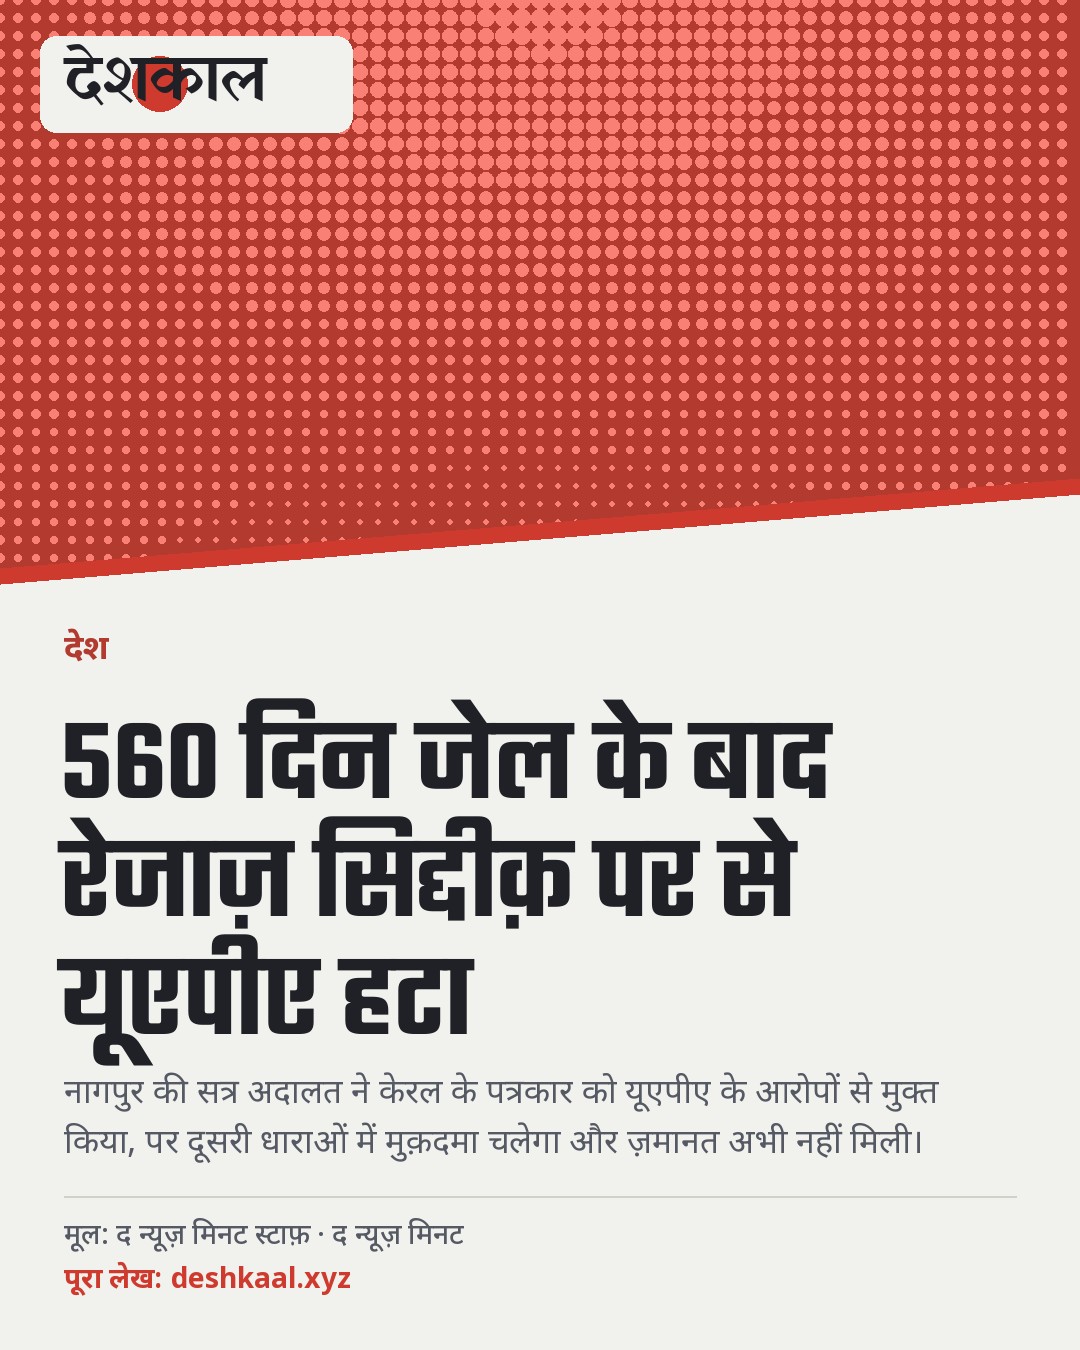 देशकाल
देश
560 दिन जेल के बाद
रेजाज़ सिद्दीक़ पर से
यूएपीए हटा
नागपुर की सत्र अदालत ने केरल के पत्रकार को यूएपीए के आरोपों से मुक्त
किया, पर दूसरी धाराओं में मुक़दमा चलेगा और ज़मानत अभी नहीं मिली।
मूल: द न्यूज़ मिनट स्टाफ़ · द न्यूज़ मिनट
पूरा लेख: deshkaal.xyz